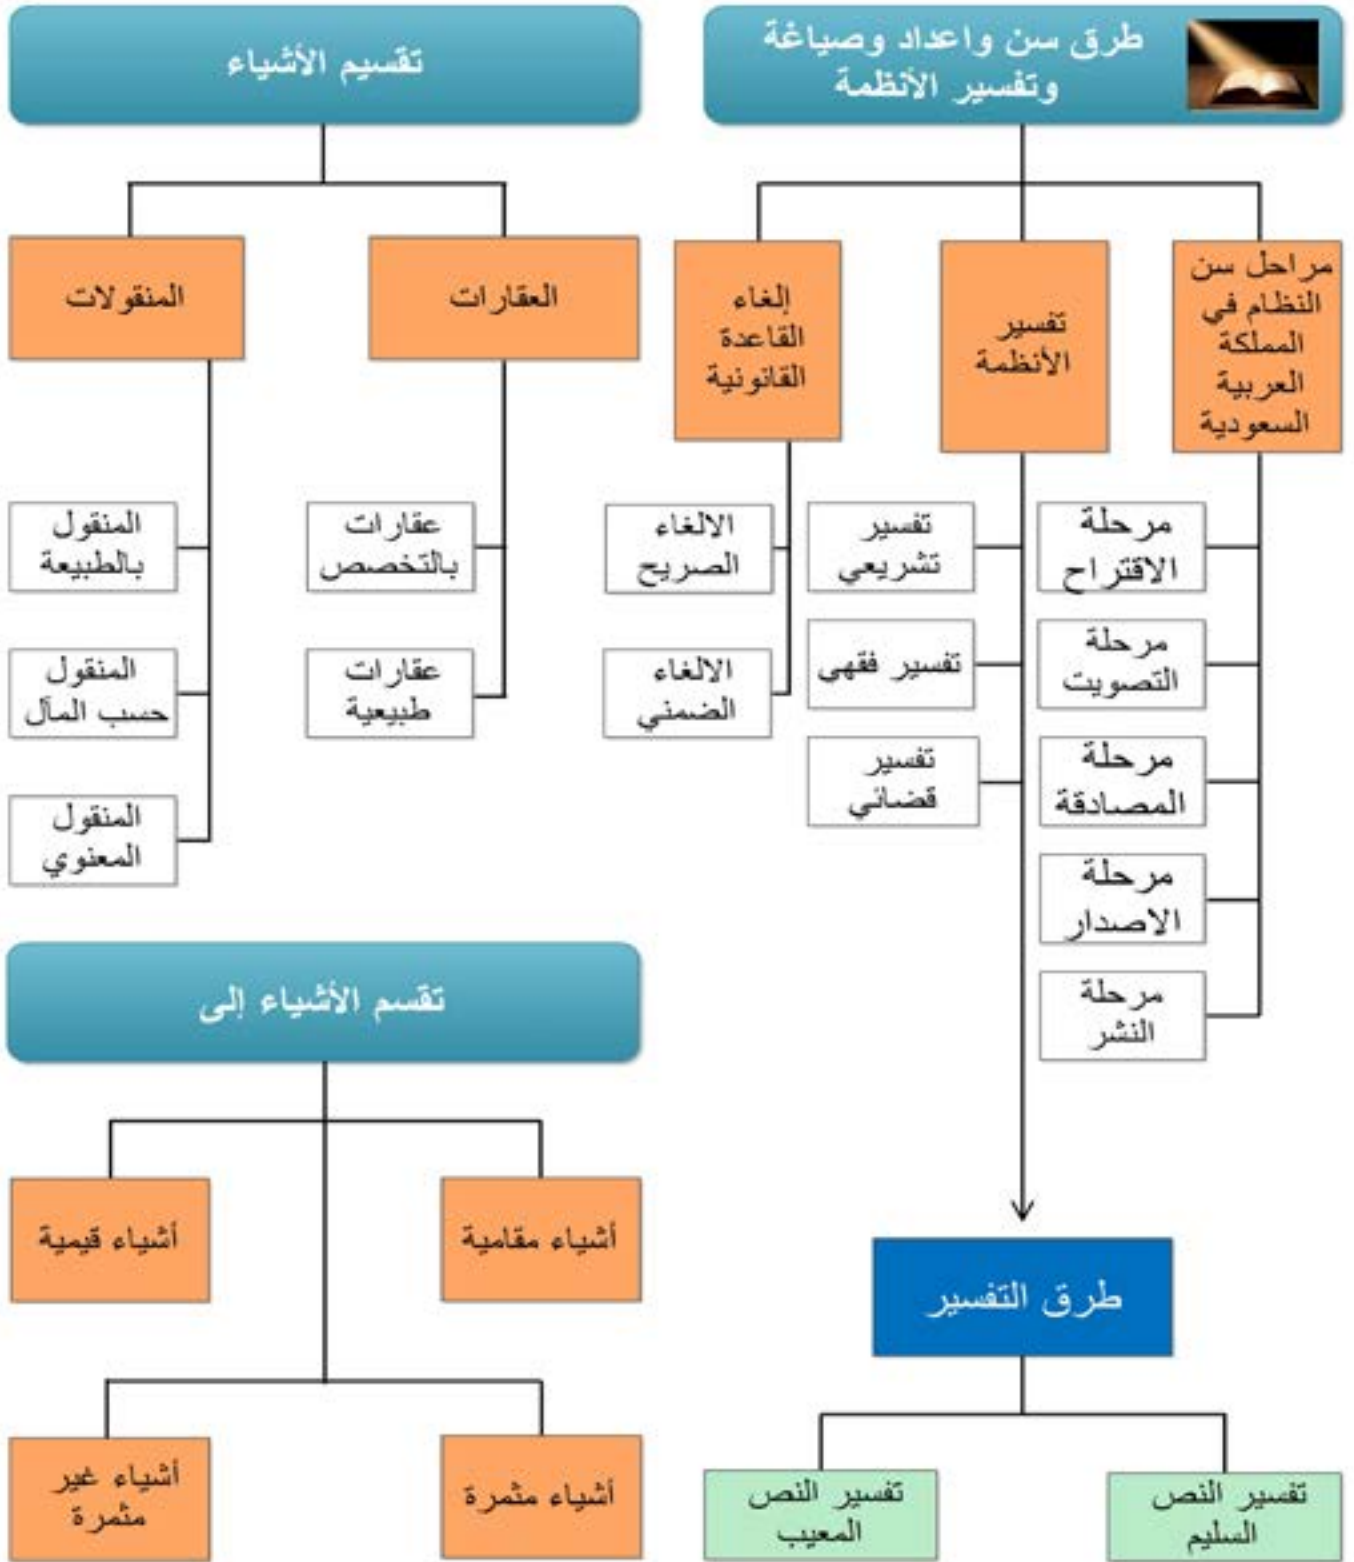 طرق سن واعداد وصياغة
وتفسير الأنظمة
مراحل سن
النظام في
المملكة
العربية
السعودية
مرحلة
الاقتراح
مرحلة
التصويت
مرحلة
المصادقة
مرحلة
الاصدار
مرحلة
النشر
تفسير
الأنظمة
تفسير
تشريعي
تفسير فقهى
تفسير
قضائي
إلغاء
القاعدة
القانونية
الالغاء
الصريح
الالغاء
الضمني
طرق التفسير
تفسير النص
السليم
تفسير النص
المعيب
تقسيم الأشياء
العقارات
عقارات
بالتخصص
عقارات
طبيعية
المنقولات
المنقول
بالطبيعة
المنقول
حسب المآل
المنقول
المعنوي
تقسم الأشياء إلى
أشياء مقامية
أشياء قيمية
أشياء مثمرة
أشياء غير
مثمرة